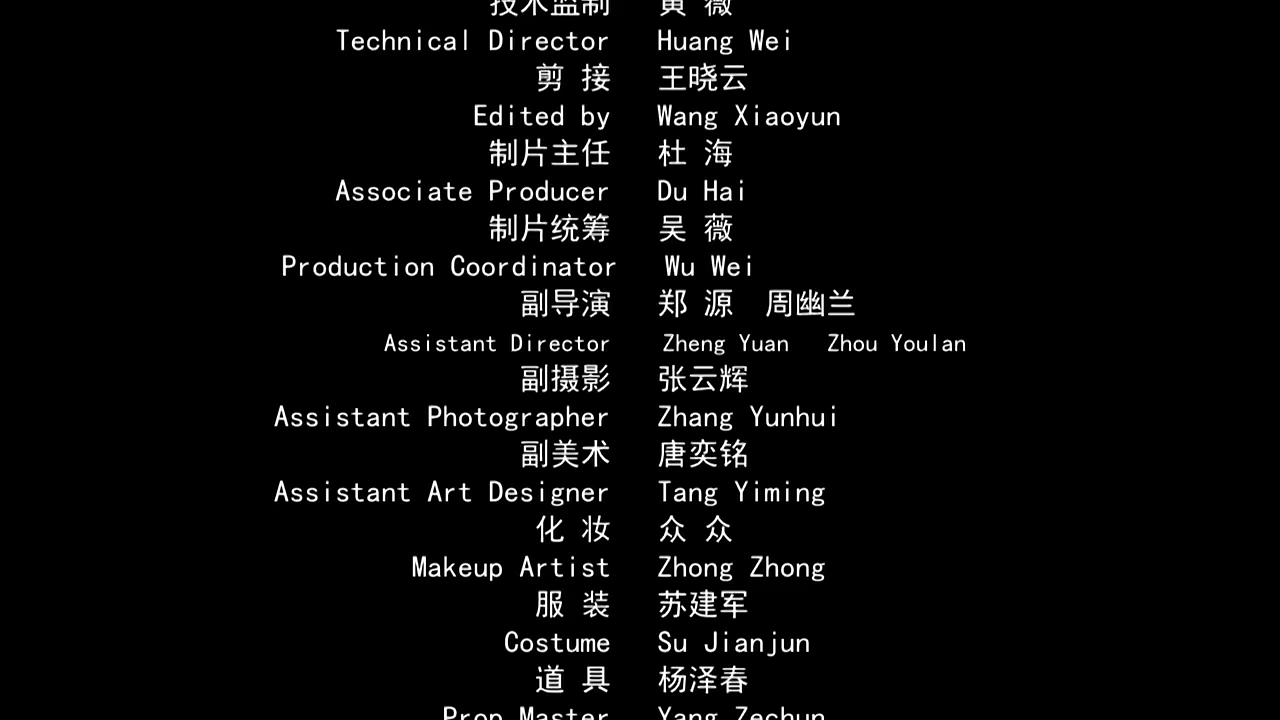 技术监制 黄 薇
Technical Director Huang Wei
剪 接 王晓云
Edited by Wang Xiaoyun
制片主任 杜 海
Associate Producer Du Hai
制片统筹 吴 薇
Production Coordinator Wu Wei
副导演 郑 源 周幽兰
Assistant Director Zheng Yuan Zhou Youlan
副摄影 张云辉
Assistant Photographer Zhang Yunhui
副美术 唐奕铭
Assistant Art Designer Tang Yiming
化 妆 众 众
Makeup Artist Zhong Zhong
服 装 苏建军
Costume Su Jianjun
道 具 杨泽春
Prop Master Yang Zechun